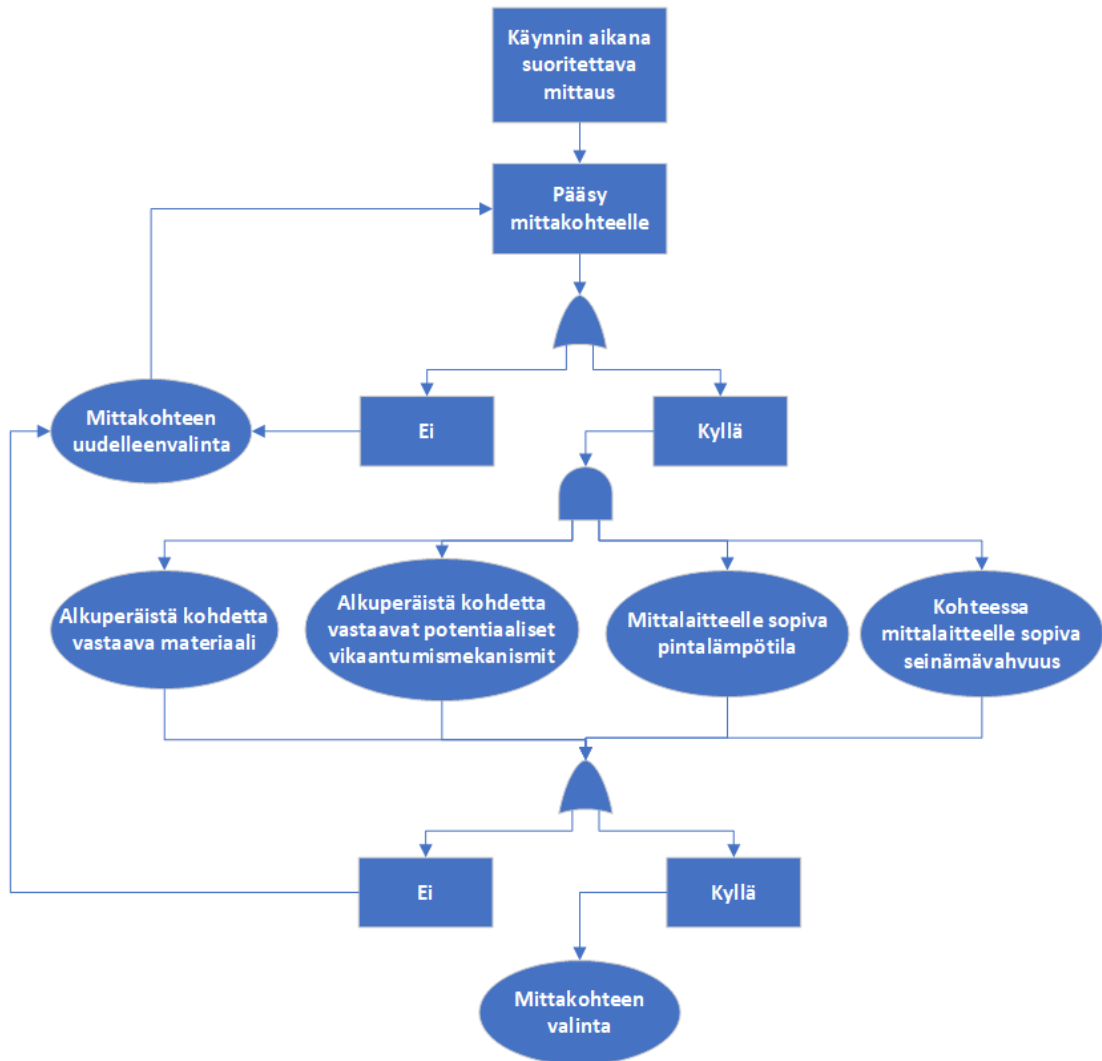 Käynnin aikana
suoritettava
mittaus
Pääsy
mittakohteelle
Mittakohteen
uudelleenvalinta
Ei
Kyllä
Alkuperäistä kohdetta
vastaava materiaali
Alkuperäistä kohdetta
vastaavat potentiaaliset
vikaantumismekanismit
Mittalaitteelle sopiva
pintalämpötila
Kohteessa
mittalaitteelle sopiva
seinämävahvuus
Ei
Kyllä
Mittakohteen
valinta